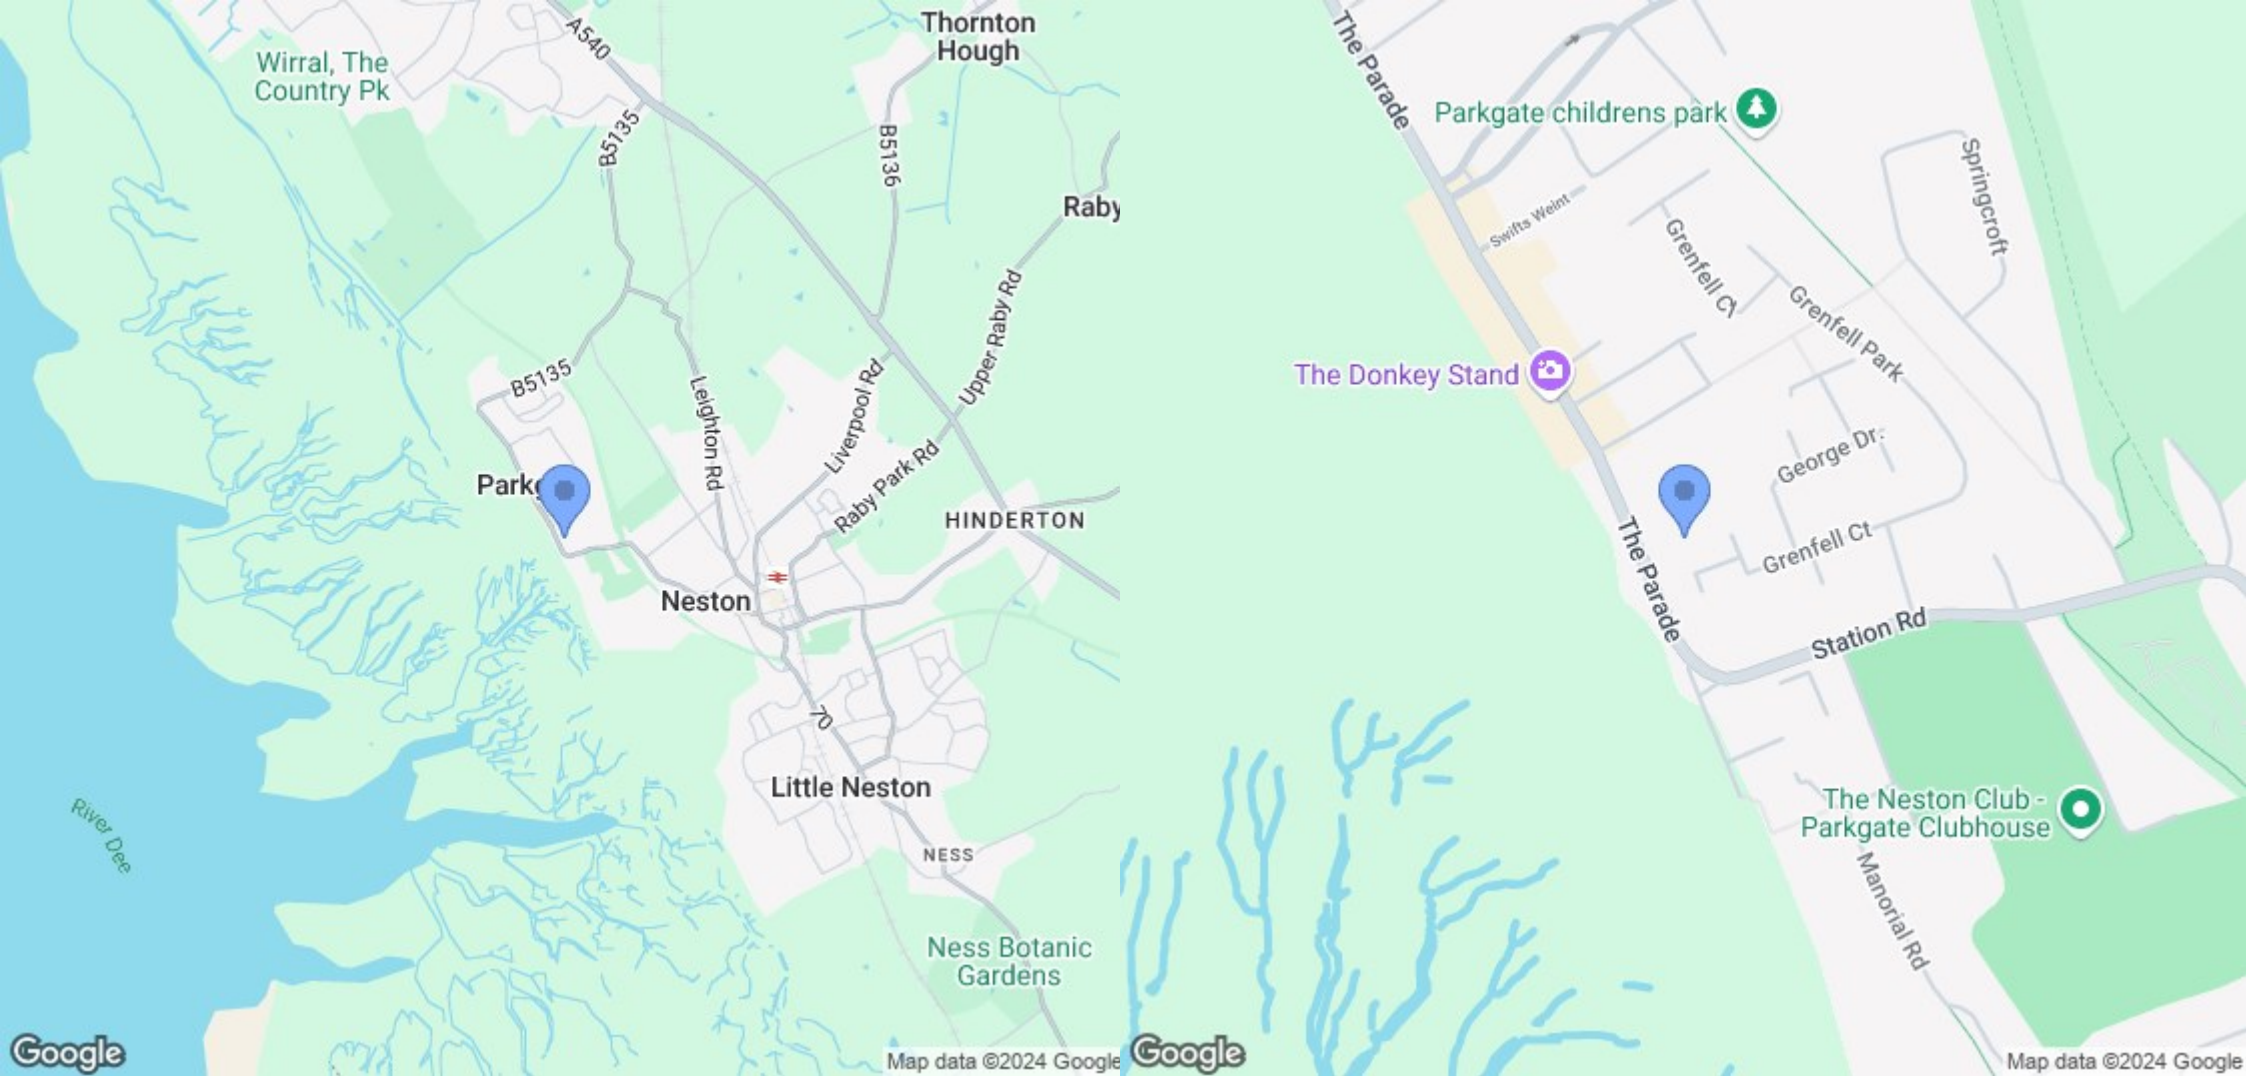 A540
Thornton
Hough
Wirral, The
Country Pk
B5135
B5136
Raby
Upper Raby Rd
B5135
Leighton Rd
Liverpool Rd
Raby Park Rd
Parkg
HINDERTON
Neston
70
Little Neston
River Dee
NESS
Ness Botanic
Gardens
Google
Map data ©2024 Google
The Parade
Parkgate childrens park
Springcroft
Swifts Weint
Grenfell Ct
Grenfell Park
The Donkey Stand
George Dr.
The Parade
Grenfell Ct
Station Rd
The Neston Club -
Parkgate Clubhouse
Manorial Rd
Google
Map data ©2024 Google